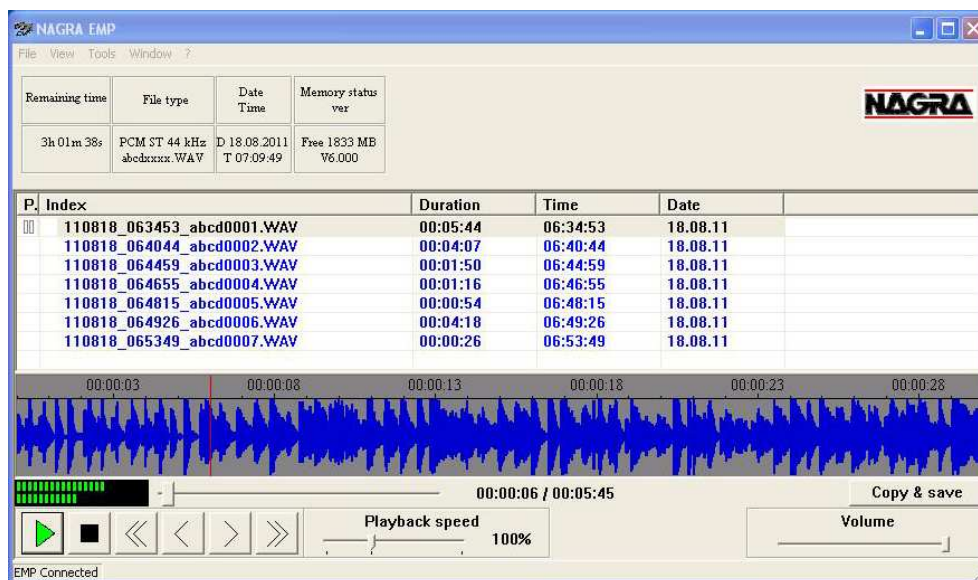 NAGRA EMP
File View Tools Window ?
Remaining time
File type
Date
Time
Memory status
ver
NAGRA
3h 01m 38s
PCM ST 44 kHz
abcdxxxx.WAV
D 18.08.2011
T 07:09:49
Free 1833 MB
V6.000
P. Index Duration Time Date
110818_063453_abcd0001.WAV 00:05:44 06:34:53 18.08.11
110818_064044_abcd0002.WAV 00:04:07 06:40:44 18.08.11
110818_064459_abcd0003.WAV 00:01:50 06:44:59 18.08.11
110818_064655_abcd0004.WAV 00:01:16 06:46:55 18.08.11
110818_064815_abcd0005.WAV 00:00:54 06:48:15 18.08.11
110818_064926_abcd0006.WAV 00:04:18 06:49:26 18.08.11
110818_065349_abcd0007.WAV 00:00:26 06:53:49 18.08.11
00:00:03 00:00:08 00:00:13 00:00:18 00:00:23 00:00:28
00:00:06 / 00:05:45 Copy & save
Playback speed
100%
Volume
EMP Connected